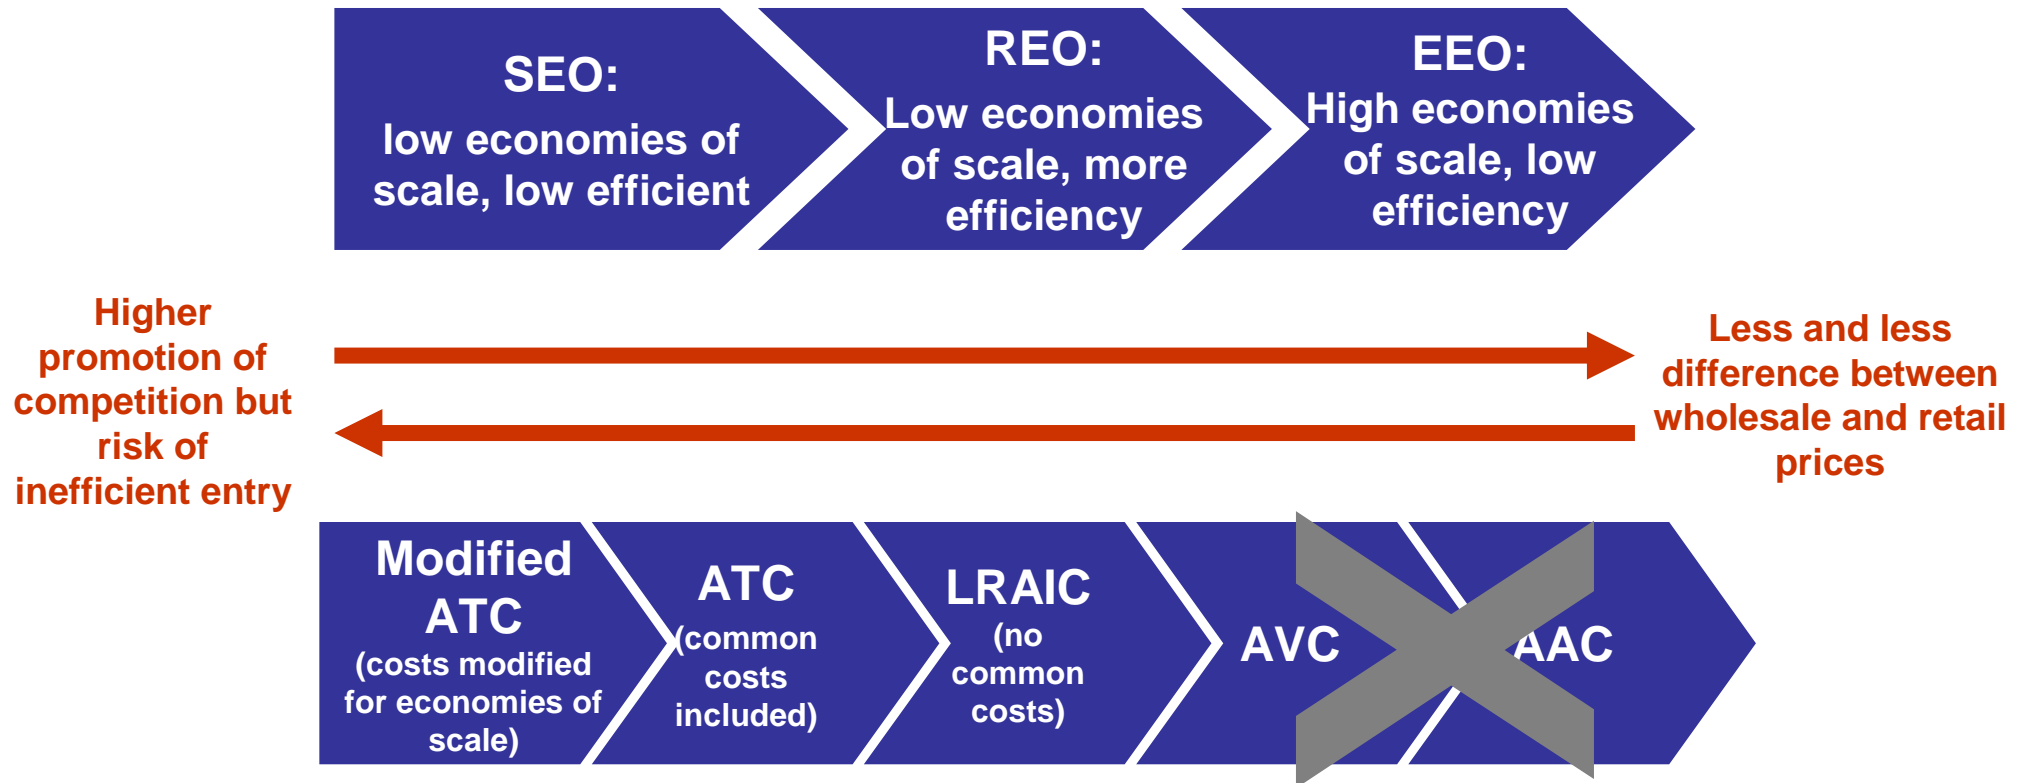 SEO:
low economies of
scale, low efficient
REO:
Low economies
of scale, more
efficiency
EEO:
High economies
of scale, low
efficiency
Higher
promotion of
competition but
risk of
inefficient entry
Less and less
difference between
wholesale and retail
prices
Modified
ATC
(costs modified
for economies of
scale)
ATC
(common
costs
included)
LRAIC
(no
common
costs)
AVC
AAC